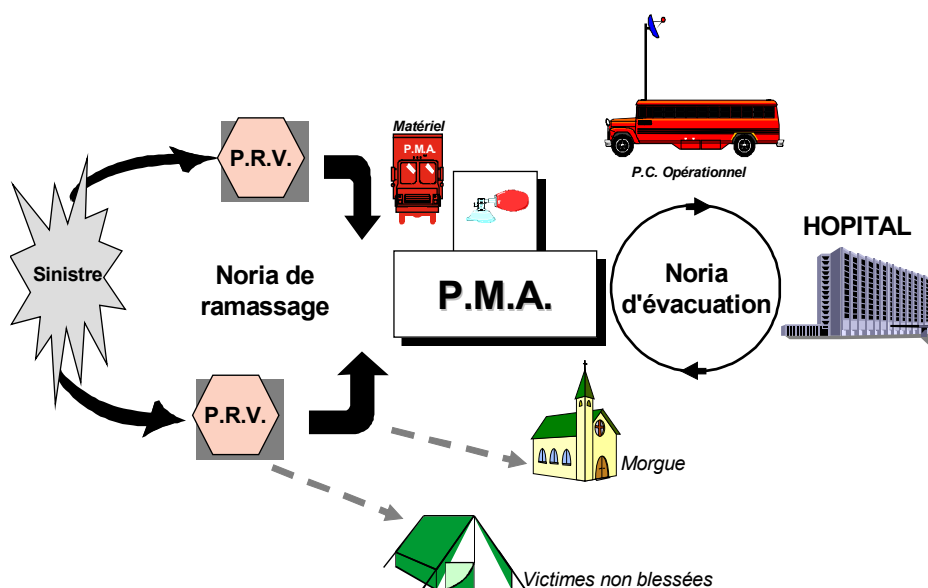 P.C. Opérationnel
Matériel
P.M.A.
P.R.V.
HOPITAL
Sinistre
Noria de
ramassage
P.M.A.
Noria
d'évacuation
P.R.V.
Morgue
Victimes non blessées